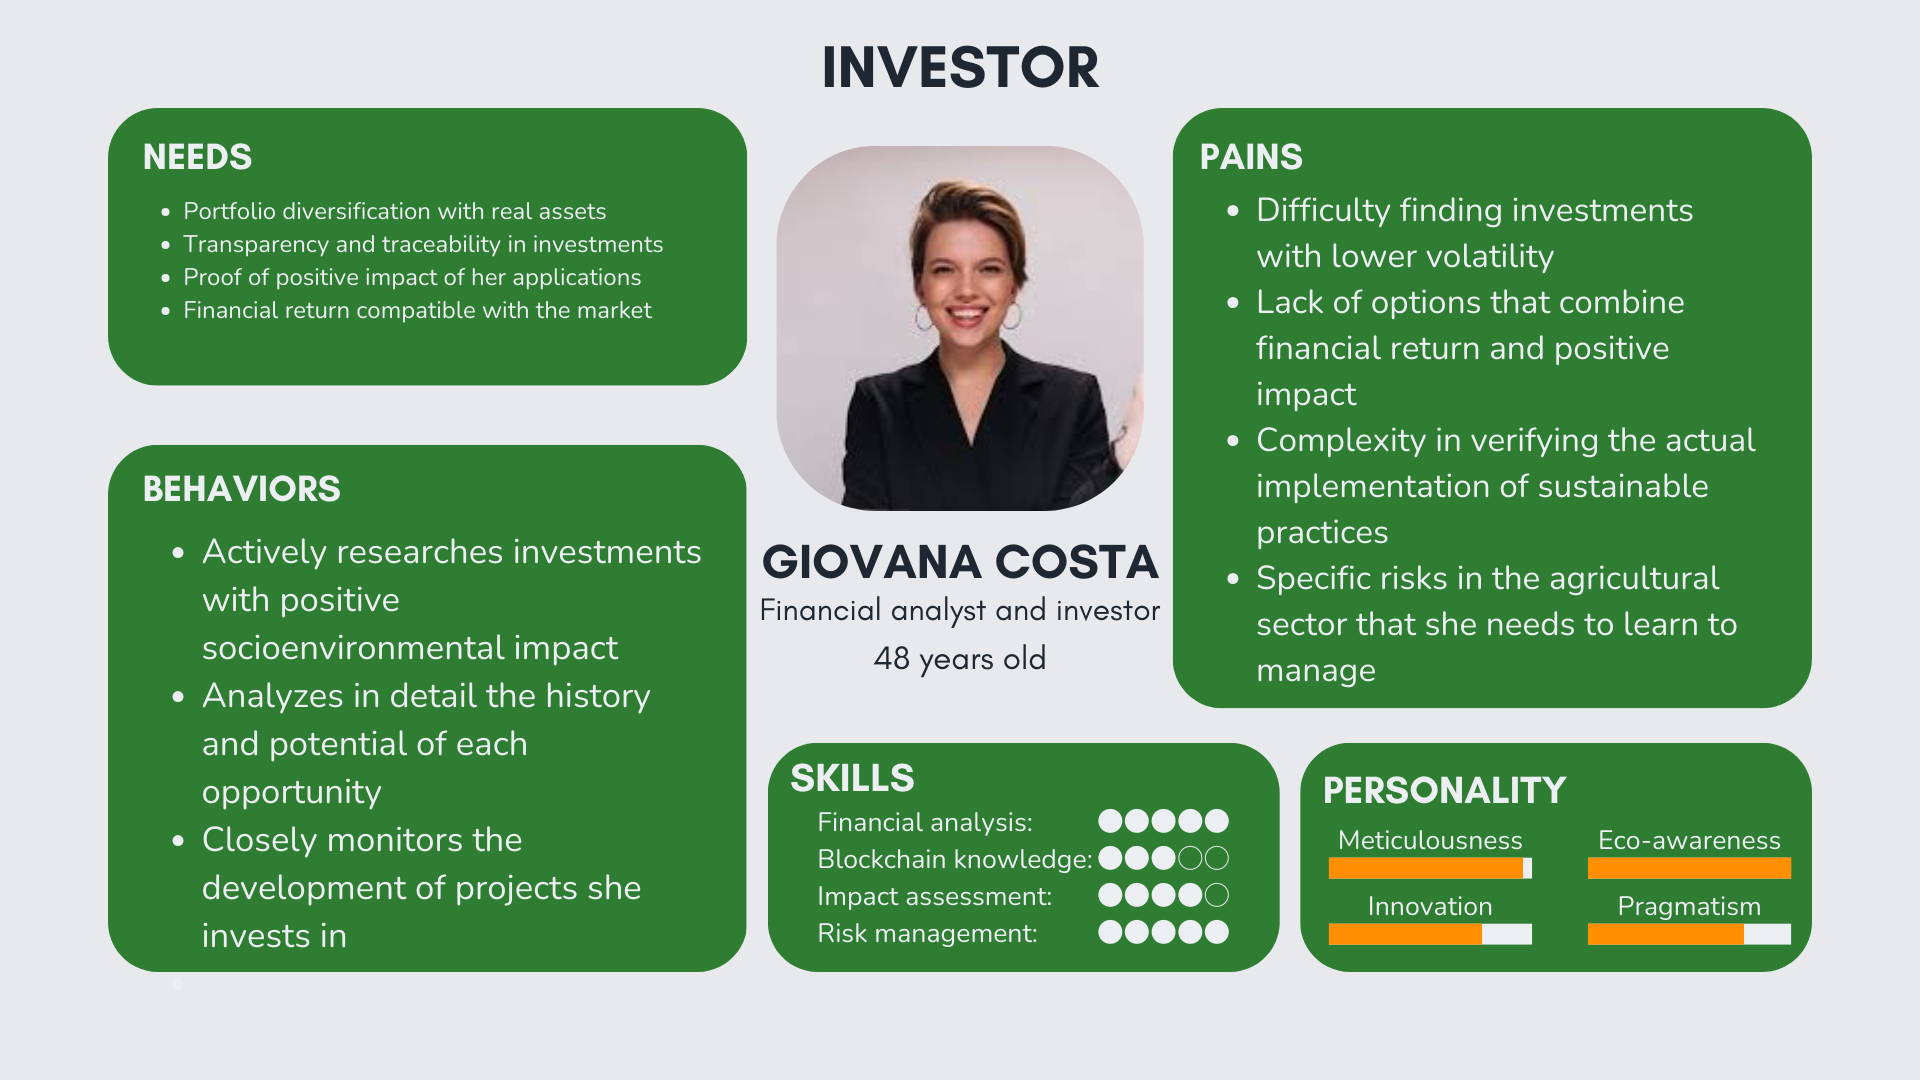 INVESTOR
NEEDS
• Portfolio diversification with real assets
• Transparency and traceability in investments
• Proof of positive impact of her applications
• Financial return compatible with the market
BEHAVIORS
• Actively researches investments
with positive
socioenvironmental impact
• Analyzes in detail the history
and potential of each
opportunity
• Closely monitors the
development of projects she
invests in
GIOVANA COSTA
Financial analyst and investor
48 years old
PAINS
• Difficulty finding investments
with lower volatility
• Lack of options that combine
financial return and positive
impact
• Complexity in verifying the actual
implementation of sustainable
practices
• Specific risks in the agricultural
sector that she needs to learn to
manage
SKILLS
Financial analysis:
Blockchain knowledge:
Impact assessment:
Risk management:
PERSONALITY
Meticulousness
Eco-awareness
Innovation
Pragmatism